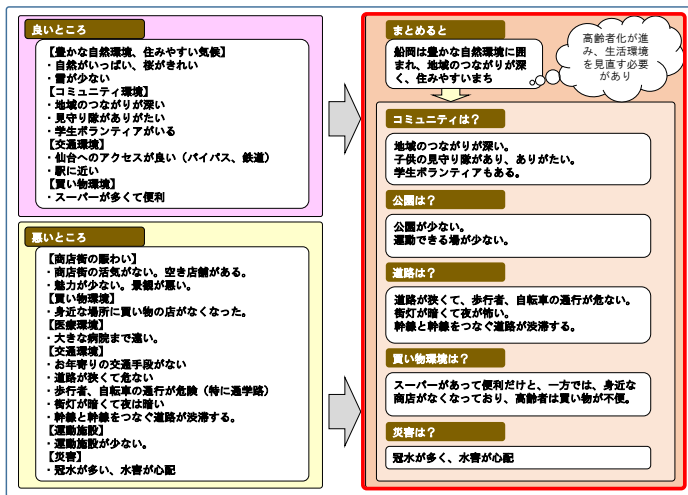 良いところ
【豊かな自然環境、住みやすい気候】
・自然がいっぱい、桜がきれい
・雪が少ない
【コミュニティ環境】
・地域のつながりが深い
・見守り隊がありがたい
・学生ボランティアがいる
【交通環境】
・仙台へのアクセスが良い（バイパス、鉄道）
・駅に近い
【買い物環境】
・スーパーが多くて便利
悪いところ
【商店街の賑わい】
・商店街の活気がない。空き店舗がある。
・魅力が少ない。景観が悪い。
【買い物環境】
・身近な場所に買い物の店がなくなった。
【医療環境】
・大きな病院まで遠い。
【交通環境】
・お年寄りの交通手段がない
・道路が狭くて危ない
・歩行者、自転車の通行が危険（特に通学路）
・街灯が暗くて夜は暗い
・幹線と幹線をつなぐ道路が渋滞する。
【運動施設】
・運動施設が少ない。
【災害】
・冠水が多い、水害が心配
まとめると
船岡は豊かな自然環境に囲
まれ、地域のつながりが深
く、住みやすいまち
高齢者化が進
み、生活環境
を見直す必要
があり
コミュニティは？
地域のつながりが深い。
子供の見守り隊があり、ありがたい。
学生ボランティアもある。
公園は？
公園が少ない。
運動できる場が少ない。
道路は？
道路が狭くて、歩行者、自転車の通行が危ない。
街灯が暗くて夜が怖い。
幹線と幹線をつなぐ道路が渋滞する。
買い物環境は？
スーパーがあって便利だけと、一方では、身近な
商店がなくなっており、高齢者は買い物が不便。
災害は？
冠水が多く、水害が心配